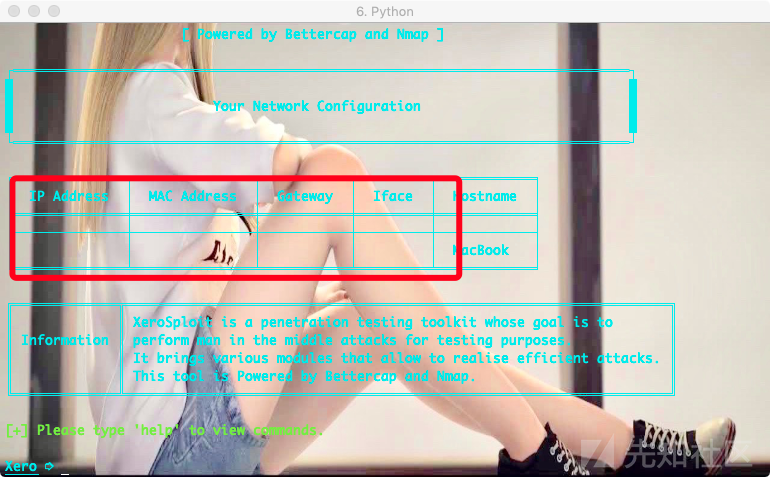 6. Python
[ Powered by Bettercap and Nmap ]
Your Network Configuration
IP Address MAC Address Gateway Iface Hostname
MacBook
Information
XeroSploit is a penetration testing toolkit whose goal is to
perform man in the middle attacks for testing purposes.
It brings various modules that allow to realise efficient attacks.
This tool is Powered by Bettercap and Nmap.
[+] Please type 'help' to view commands.
Xero ➮ _
先知社区